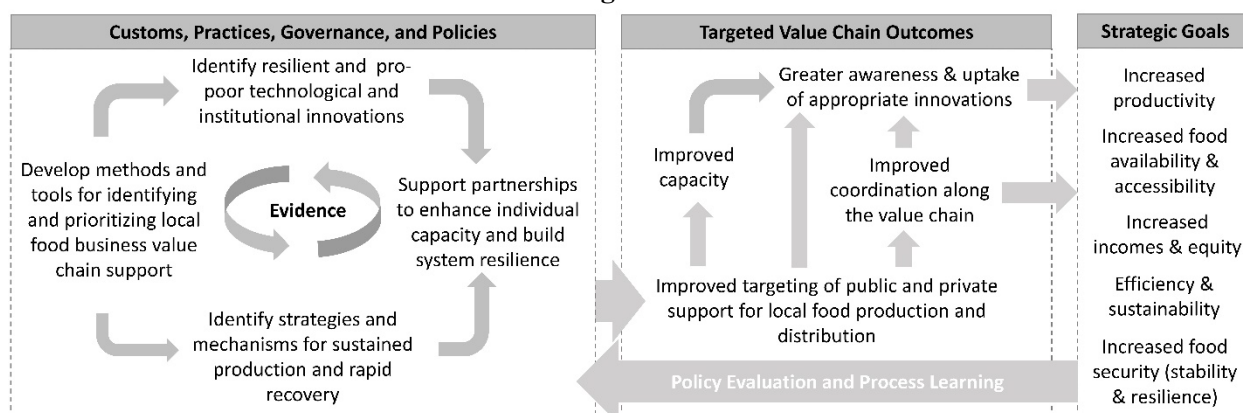 Customs, Practices, Governance, and Policies
Identify resilient and pro-
poor technological and
institutional innovations
Develop methods and
tools for identifying
and prioritizing local
food business value
chain support
Evidence
Support partnerships
to enhance individual
capacity and build
system resilience
Identify strategies and
mechanisms for sustained
production and rapid
recovery
Targeted Value Chain Outcomes
Greater awareness & uptake
of appropriate innovations
Improved
capacity
Improved
coordination along
the value chain
Improved targeting of public and private
support for local food production and
distribution
Policy Evaluation and Process Learning
Strategic Goals
Increased
productivity
Increased food
availability &
accessibility
Increased
incomes & equity
Efficiency &
sustainability
Increased food
security (stability
& resilience)